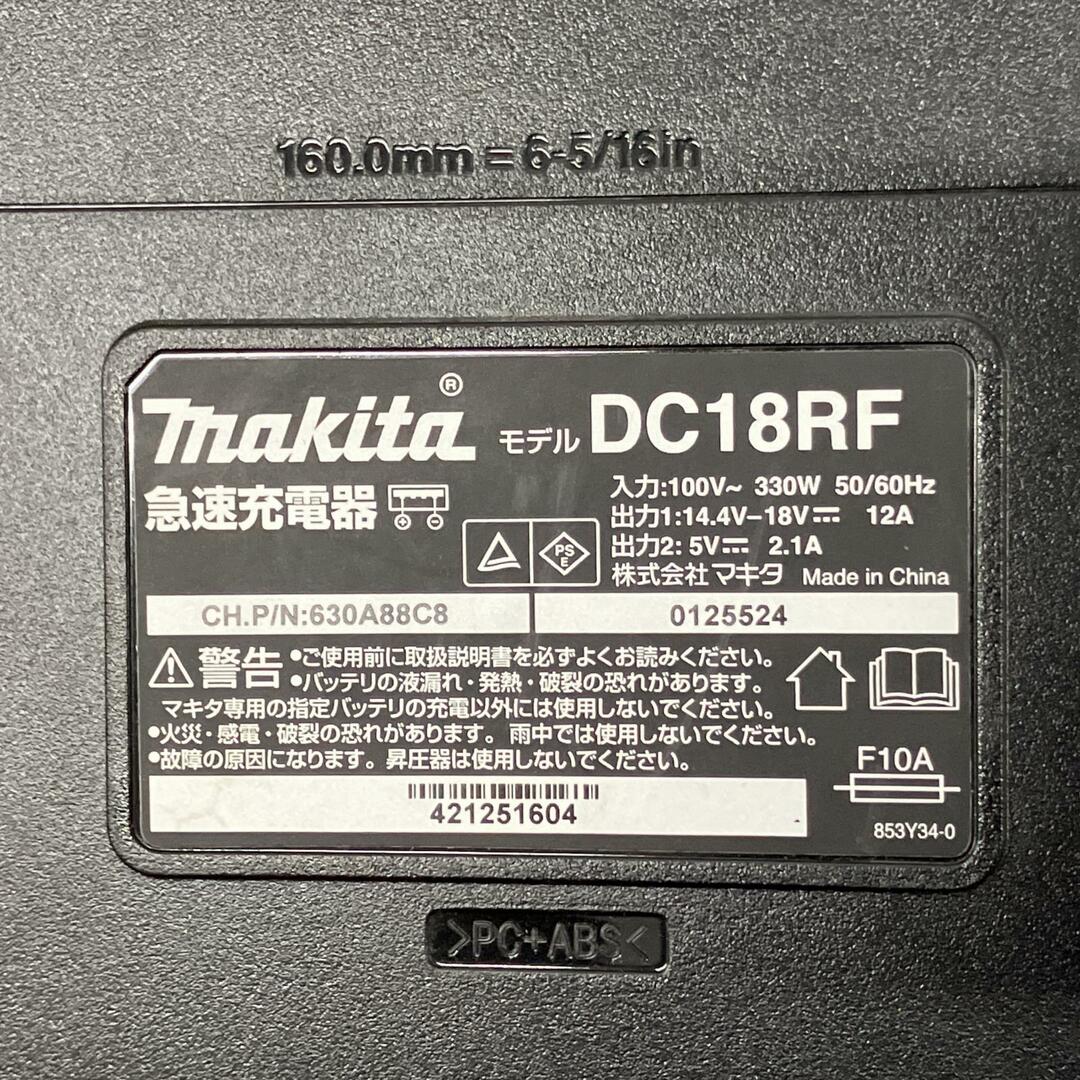 160.0mm = 6-5/16in
makita® モデル DC18RF
急速充電器
入力:100V~ 330W 50/60Hz
出力1:14.4V-18V⎓ 12A
出力2: 5V⎓ 2.1A
PS
E
株式会社マキタ Made in China
CH.P/N:630A88C8 0125524
警告 •ご使用前に取扱説明書を必ずよくお読みください。
•バッテリの液漏れ・発熱・破裂の恐れがあります。
マキタ専用の指定バッテリの充電以外には使用しないでください。
•火災・感電・破裂の恐れがあります。雨中では使用しないでください。
•故障の原因になります。昇圧器は使用しないでください。
F10A
421251604
853Y34-0
>PC+ABS<